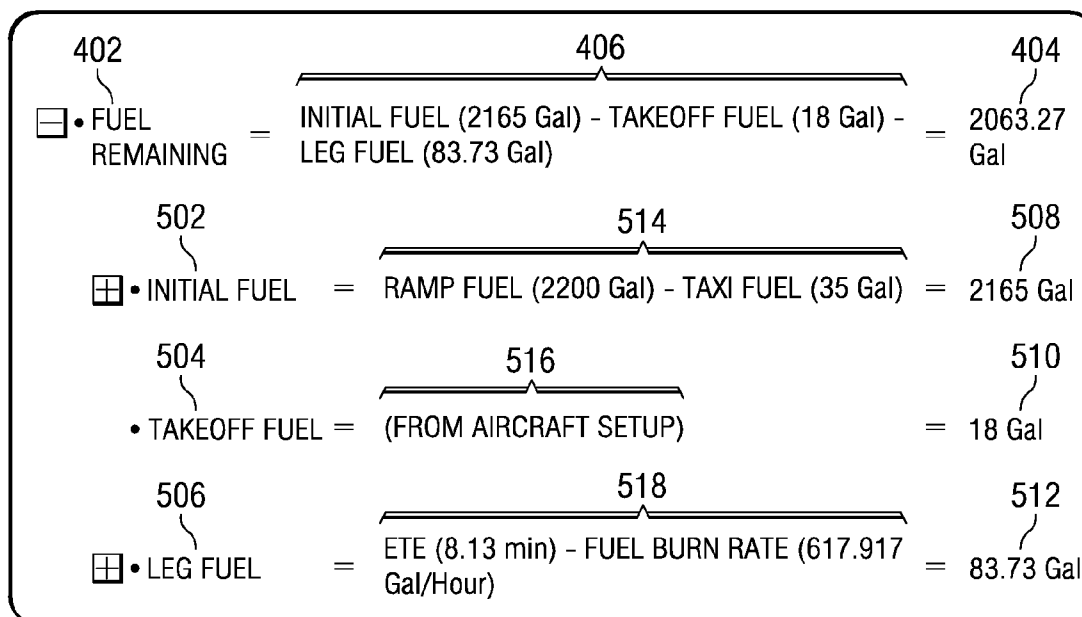 402 406 404
• FUEL REMAINING = INITIAL FUEL (2165 Gal) - TAKEOFF FUEL (18 Gal) - LEG FUEL (83.73 Gal) = 2063.27 Gal
502 514 508
• INITIAL FUEL = RAMP FUEL (2200 Gal) - TAXI FUEL (35 Gal) = 2165 Gal
504 516 510
• TAKEOFF FUEL = (FROM AIRCRAFT SETUP) = 18 Gal
506 518 512
• LEG FUEL = ETE (8.13 min) - FUEL BURN RATE (617.917 Gal/Hour) = 83.73 Gal